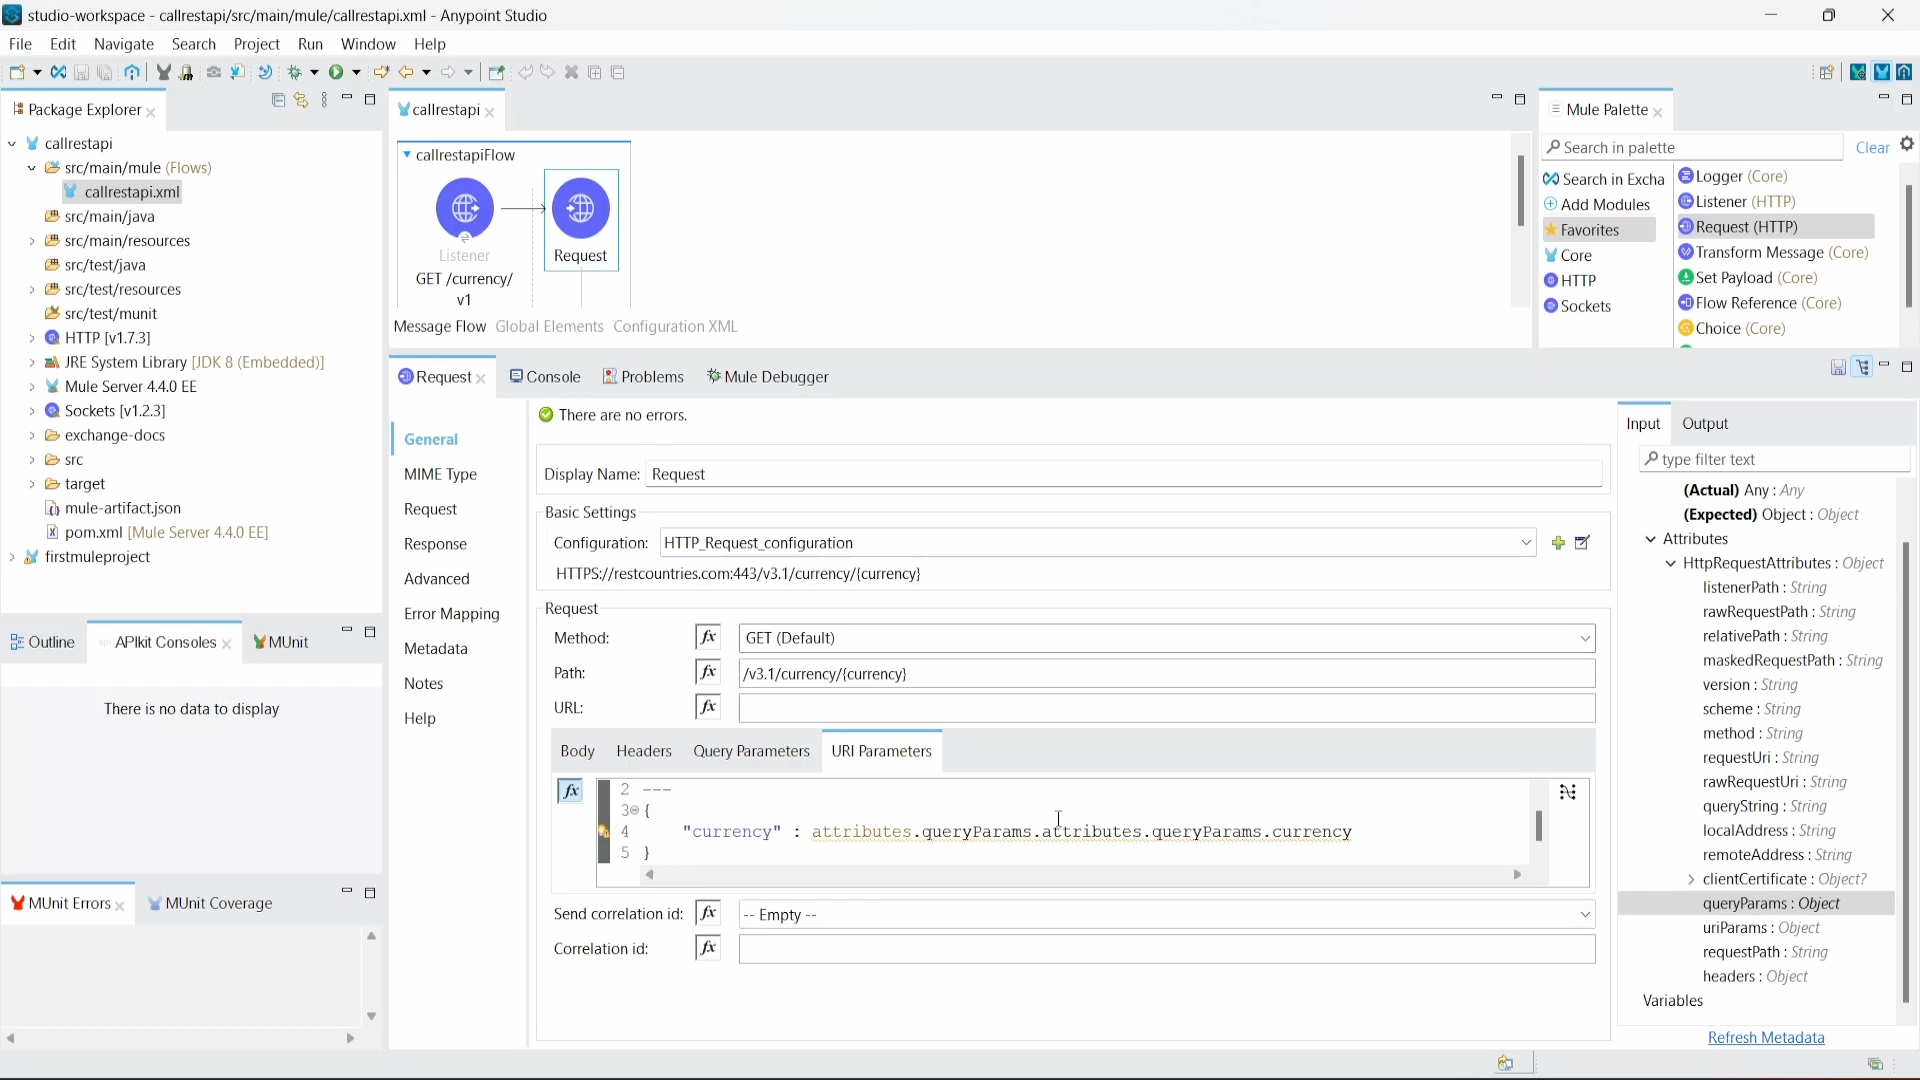 studio-workspace - callrestapi/src/main/mule/callrestapi.xml - Anypoint Studio
File Edit Navigate Search Project Run Window Help
Package Explorer
callrestapi
src/main/mule (Flows)
callrestapi.xml
src/main/java
src/main/resources
src/test/java
src/test/resources
src/test/munit
HTTP [v1.7.3]
JRE System Library [JDK 8 (Embedded)]
Mule Server 4.4.0 EE
Sockets [v1.2.3]
exchange-docs
src
target
mule-artifact.json
pom.xml [Mule Server 4.4.0 EE]
firstmuleproject
Outline APIkit Consoles MUnit
There is no data to display
MUnit Errors MUnit Coverage
callrestapi
callrestapiFlow
Listener
GET /currency/
v1
Request
Message Flow Global Elements Configuration XML
Mule Palette
Search in palette
Clear
Search in Excha
Add Modules
Favorites
Core
HTTP
Sockets
Logger (Core)
Listener (HTTP)
Request (HTTP)
Transform Message (Core)
Set Payload (Core)
Flow Reference (Core)
Choice (Core)
Request Console Problems Mule Debugger
General
MIME Type
Request
Response
Advanced
Error Mapping
Metadata
Notes
Help
There are no errors.
Display Name: Request
Basic Settings
Configuration: HTTP_Request_configuration
HTTPS://restcountries.com:443/v3.1/currency/{currency}
Request
Method: fx GET (Default)
Path: fx /v3.1/currency/{currency}
URL: fx
Body Headers Query Parameters URI Parameters
fx
2 ---
3 {
4 "currency" : attributes.queryParams.attributes.queryParams.currency
5 }
Send correlation id: fx -- Empty --
Correlation id: fx
Input Output
type filter text
(Actual) Any : Any
(Expected) Object : Object
Attributes
HttpRequestAttributes : Object
listenerPath : String
rawRequestPath : String
relativePath : String
maskedRequestPath : String
version : String
scheme : String
method : String
requestUri : String
rawRequestUri : String
queryString : String
localAddress : String
remoteAddress : String
clientCertificate : Object?
queryParams : Object
uriParams : Object
requestPath : String
headers : Object
Variables
Refresh Metadata